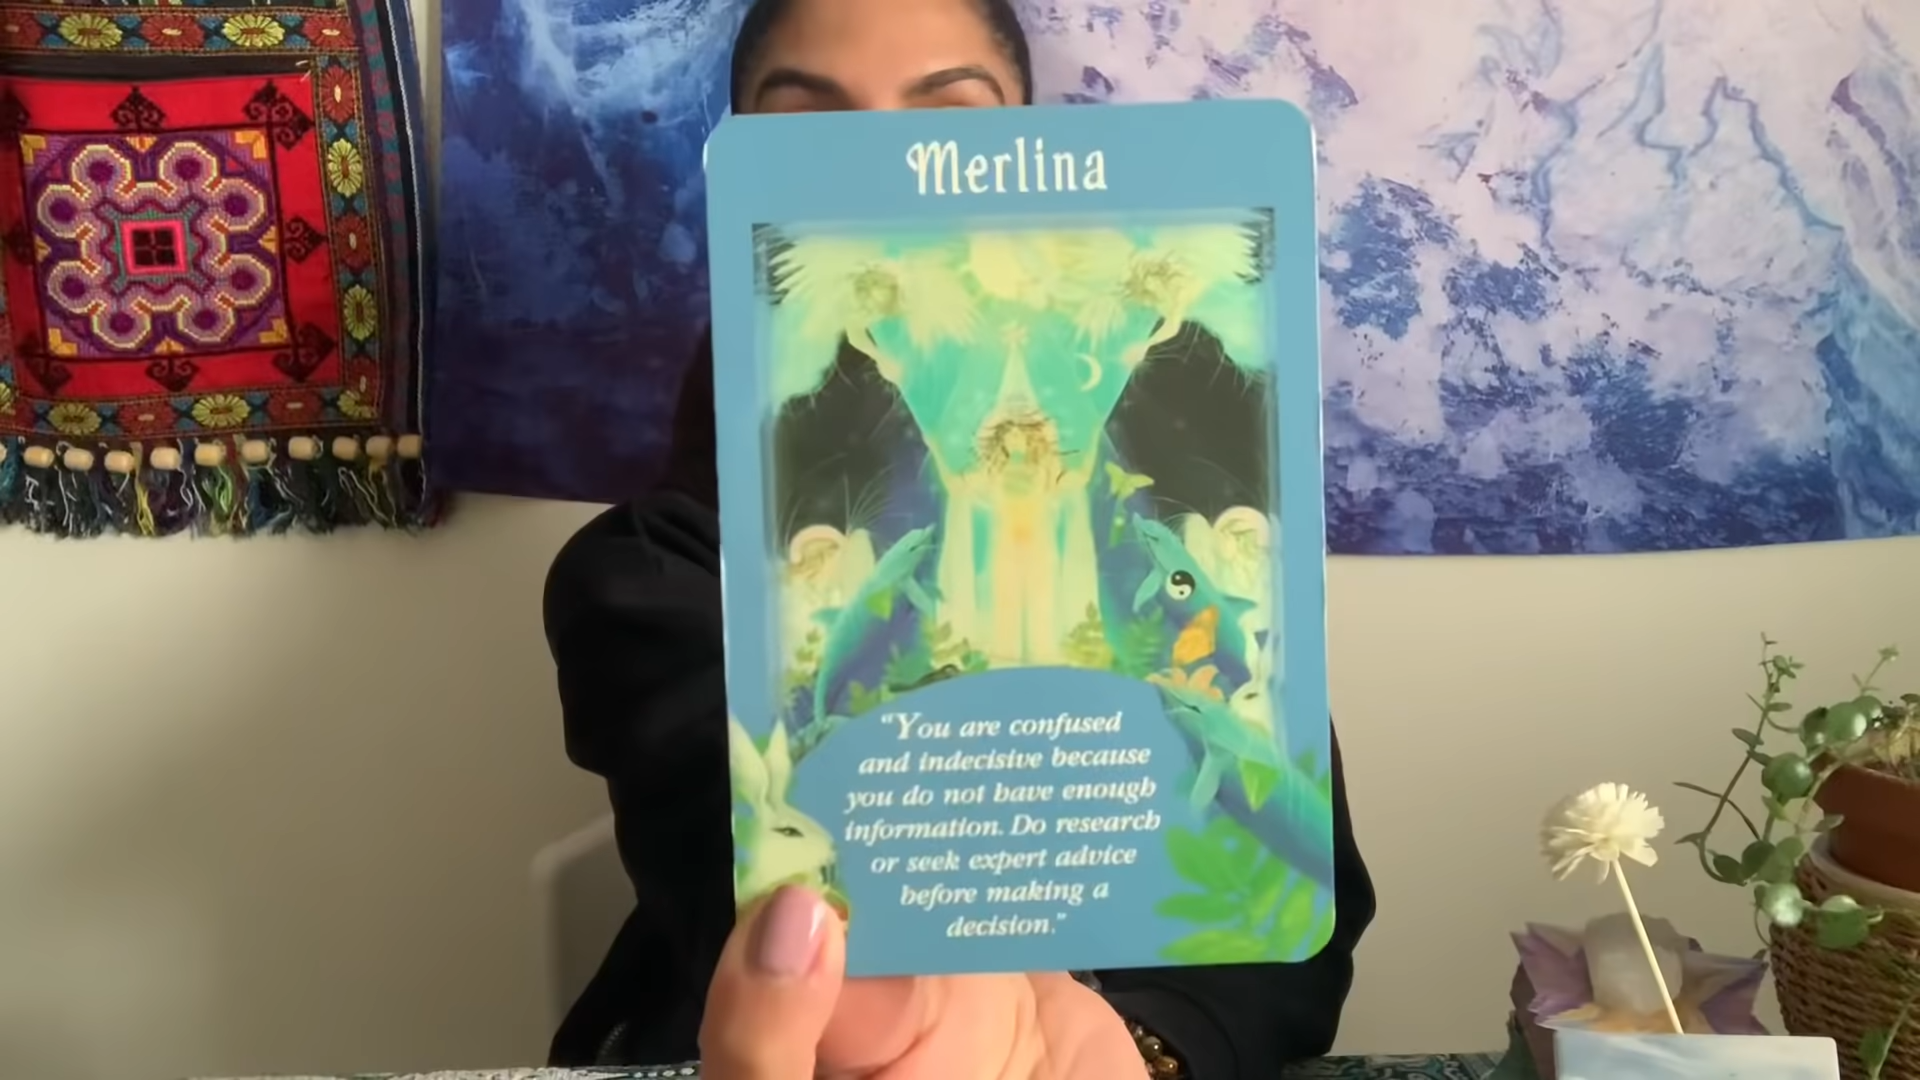 Merlina
"You are confused
and indecisive because
you do not have enough
information. Do research
or seek expert advice
before making a
decision."